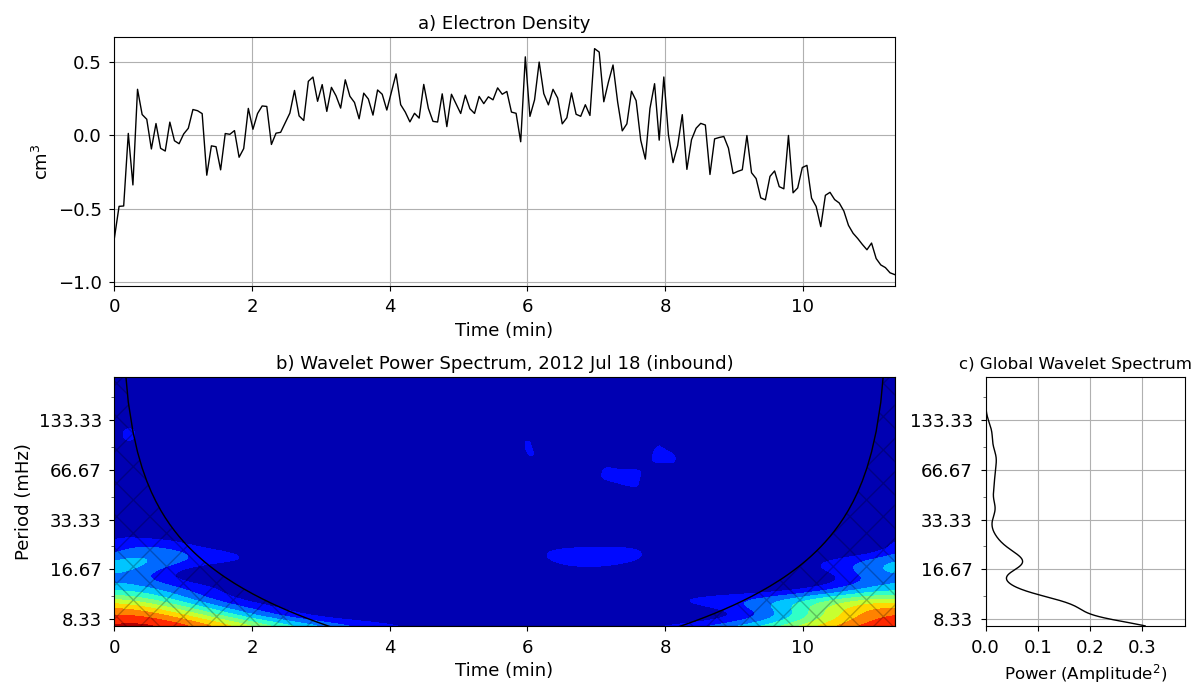 a) Electron Density
cm³
0.5
0.0
−0.5
−1.0
0 2 4 6 8 10
Time (min)
b) Wavelet Power Spectrum, 2012 Jul 18 (inbound)
Period (mHz)
133.33
66.67
33.33
16.67
8.33
0 2 4 6 8 10
Time (min)
c) Global Wavelet Spectrum
133.33
66.67
33.33
16.67
8.33
0.0 0.1 0.2 0.3
Power (Amplitude²)